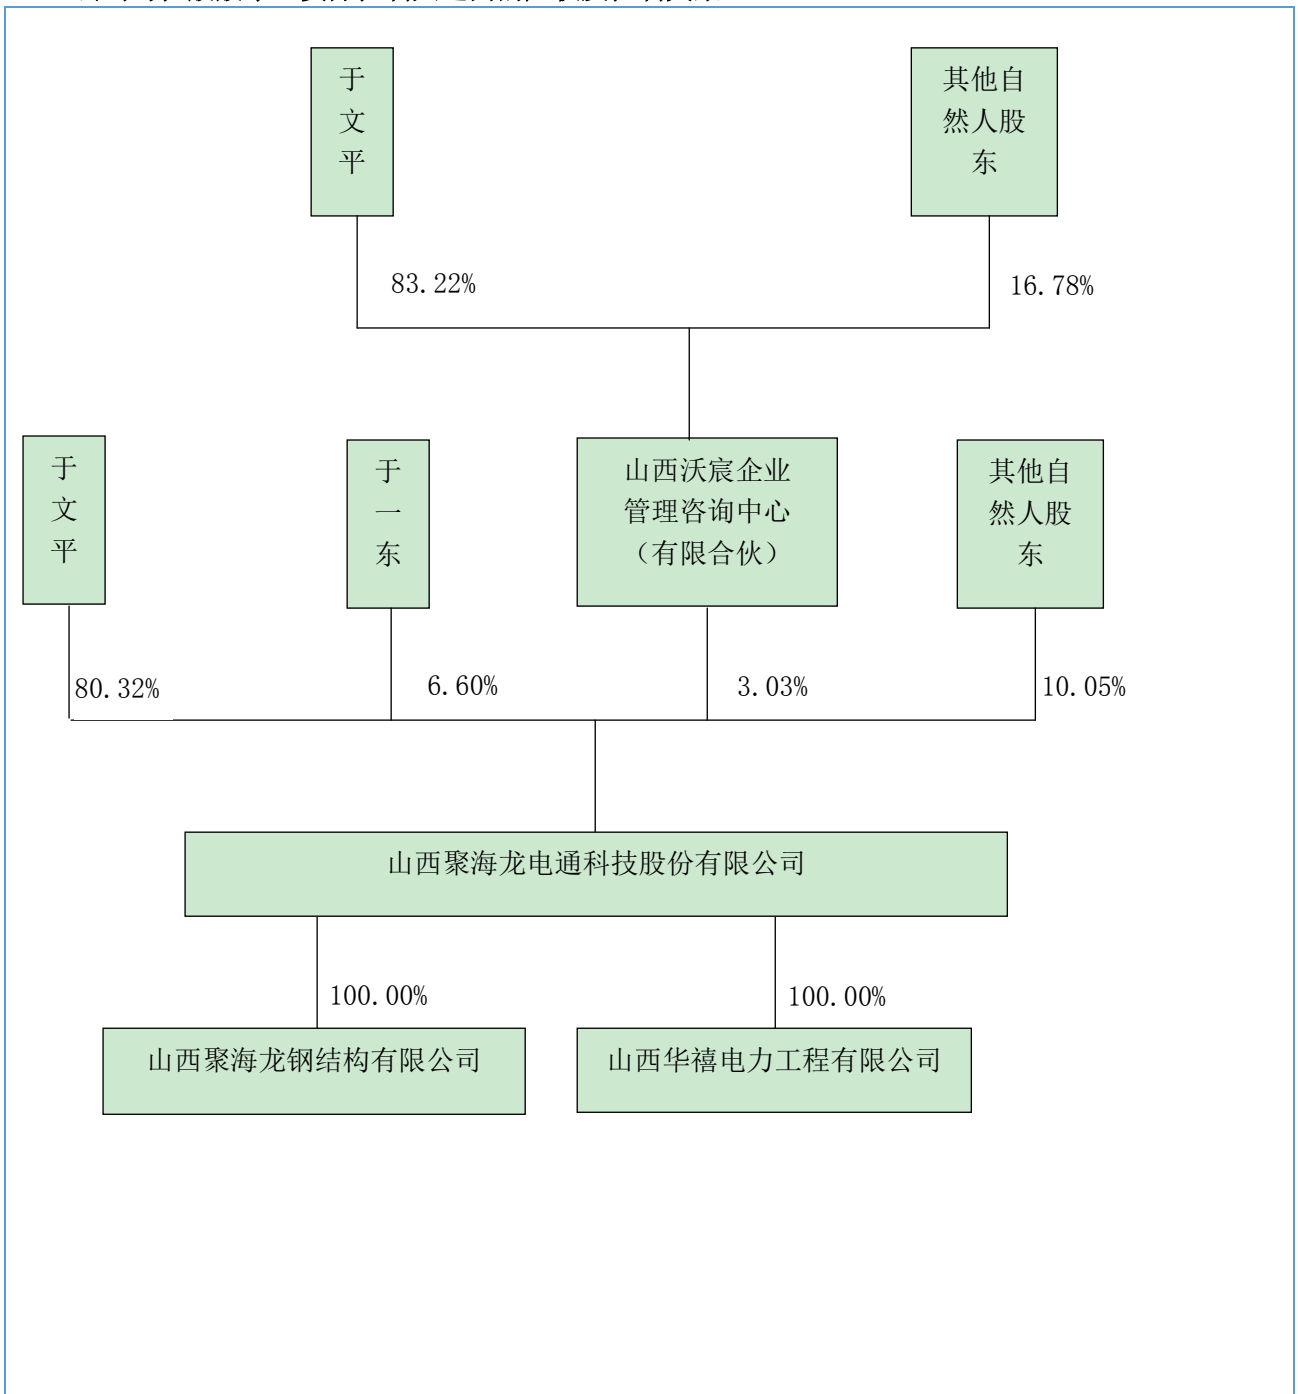 于
文
平
其他自
然人股
东
83.22%
16.78%
于
文
平
于
一
东
山西沃宸企业
管理咨询中心
（有限合伙）
其他自
然人股
东
80.32%
6.60%
3.03%
10.05%
山西聚海龙电通科技股份有限公司
100.00%
100.00%
山西聚海龙钢结构有限公司
山西华禧电力工程有限公司